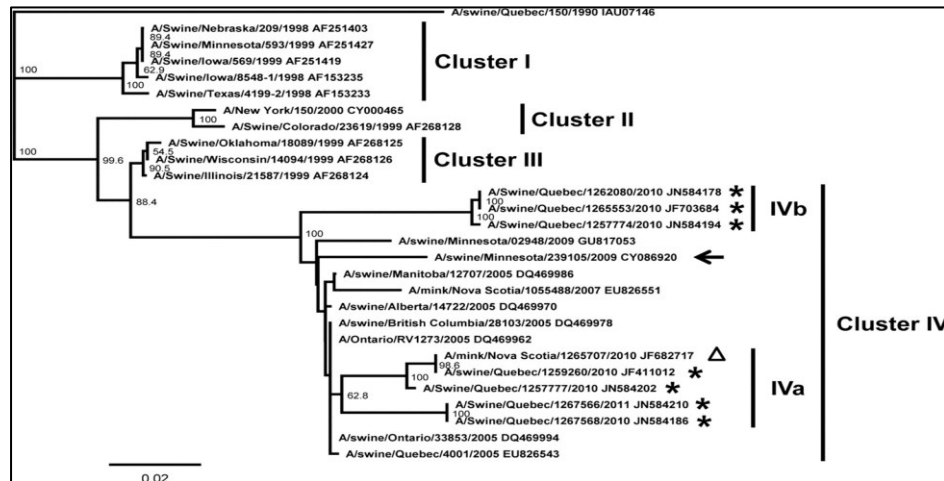 A/swine/Quebec/150/1990 IAU07146
A/Swine/Nebraska/209/1998 AF251403
89.4
A/Swine/Minnesota/593/1999 AF251427
89.4
A/Swine/Iowa/569/1999 AF251419
62.9
A/Swine/Iowa/8548-1/1998 AF153235
100
100
A/Swine/Texas/4199-2/1998 AF153233
Cluster I
A/New York/150/2000 CY000465
100
A/Swine/Colorado/23619/1999 AF268128
Cluster II
A/Swine/Oklahoma/18089/1999 AF268125
54.5
100
99.6
A/Swine/Wisconsin/14094/1999 AF268126
90.5
A/Swine/Illinois/21587/1999 AF268124
Cluster III
88.4
A/Swine/Quebec/1262080/2010 JN584178 *
100
A/swine/Quebec/1265553/2010 JF703684 *
100
A/Swine/Quebec/1257774/2010 JN584194 *
IVb
100
A/swine/Minnesota/02948/2009 GU817053
A/swine/Minnesota/239105/2009 CY086920 ←
A/swine/Manitoba/12707/2005 DQ469986
A/mink/Nova Scotia/1055488/2007 EU826551
A/swine/Alberta/14722/2005 DQ469970
Cluster IV
A/swine/British Columbia/28103/2005 DQ469978
A/Ontario/RV1273/2005 DQ469962
A/mink/Nova Scotia/1265707/2010 JF682717 △
98.6
A/swine/Quebec/1259260/2010 JF411012 *
100
A/Swine/Quebec/1257777/2010 JN584202 *
62.8
IVa
A/Swine/Quebec/1267566/2011 JN584210 *
100
A/Swine/Quebec/1267568/2010 JN584186 *
A/swine/Ontario/33853/2005 DQ469994
A/swine/Quebec/4001/2005 EU826543
0.02